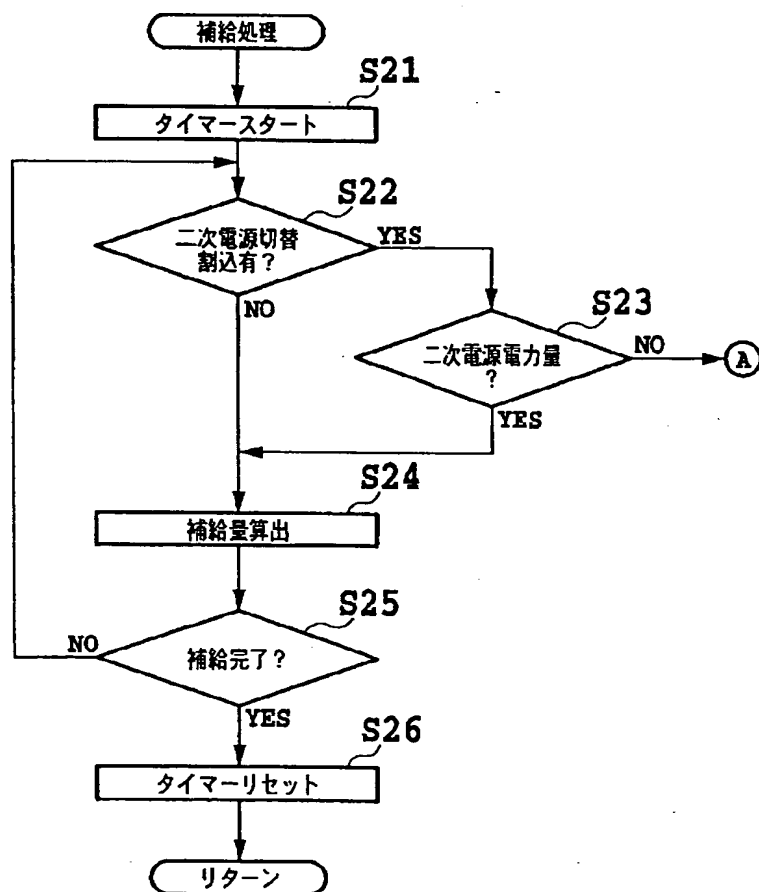 補給処理
S21
タイマースタート
S22
二次電源切替
割込有？
YES
NO
S23
二次電源電力量
？
NO
A
YES
S24
補給量算出
S25
補給完了？
NO
YES
S26
タイマーリセット
リターン